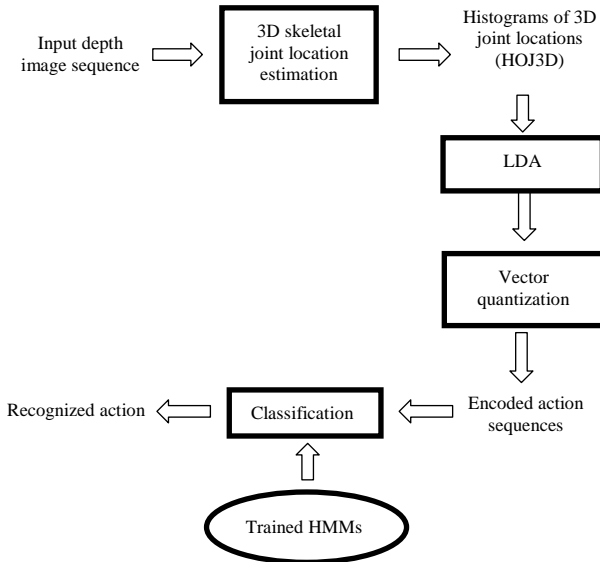 Input depth
image sequence
3D skeletal
joint location
estimation
Histograms of 3D
joint locations
(HOJ3D)
LDA
Vector
quantization
Encoded action
sequences
Classification
Recognized action
Trained HMMs